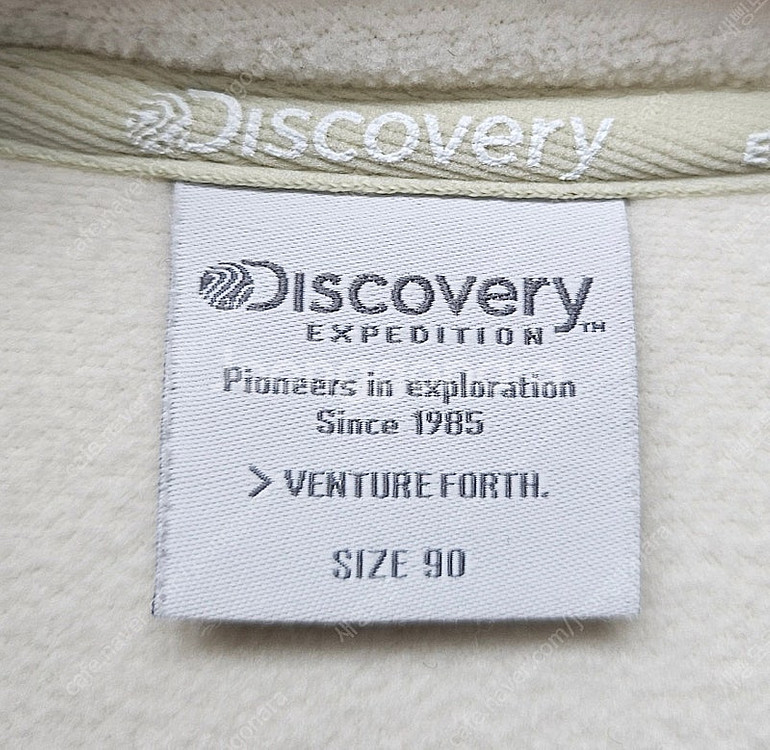 Discovery E
Discovery
EXPEDITION™
Pioneers in exploration
Since 1985
> VENTURE FORTH.
SIZE 90